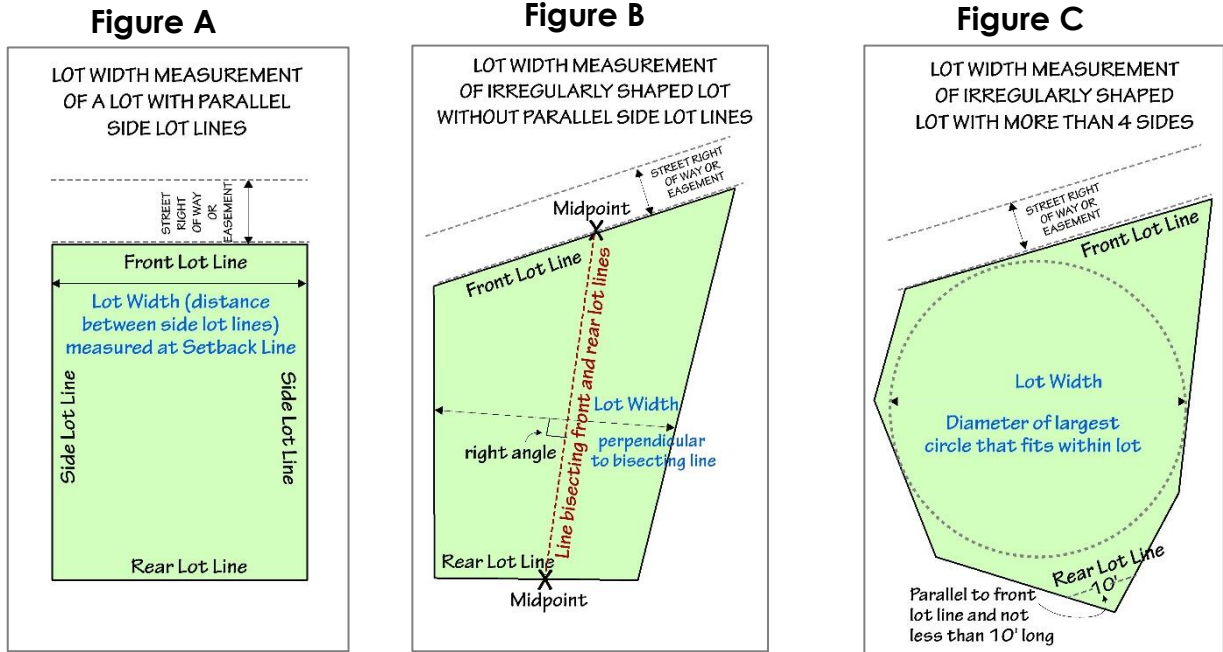 Figure A
LOT WIDTH MEASUREMENT
OF A LOT WITH PARALLEL
SIDE LOT LINES
STREET
RIGHT
OF WAY
OR
EASEMENT
Front Lot Line
Lot Width (distance
between side lot lines)
measured at Setback Line
Side Lot Line
Side Lot Line
Rear Lot Line
Figure B
LOT WIDTH MEASUREMENT
OF IRREGULARLY SHAPED LOT
WITHOUT PARALLEL SIDE LOT LINES
STREET RIGHT
OF WAY OR
EASEMENT
Midpoint
X
Front Lot Line
Line bisecting front and rear lot lines
Lot Width
right angle
perpendicular
to bisecting line
Rear Lot Line
X
Midpoint
Figure C
LOT WIDTH MEASUREMENT
OF IRREGULARLY SHAPED
LOT WITH MORE THAN 4 SIDES
STREET RIGHT
OF WAY OR
EASEMENT
Front Lot Line
Lot Width
Diameter of largest
circle that fits within lot
Rear Lot Line
10'
Parallel to front
lot line and not
less than 10' long